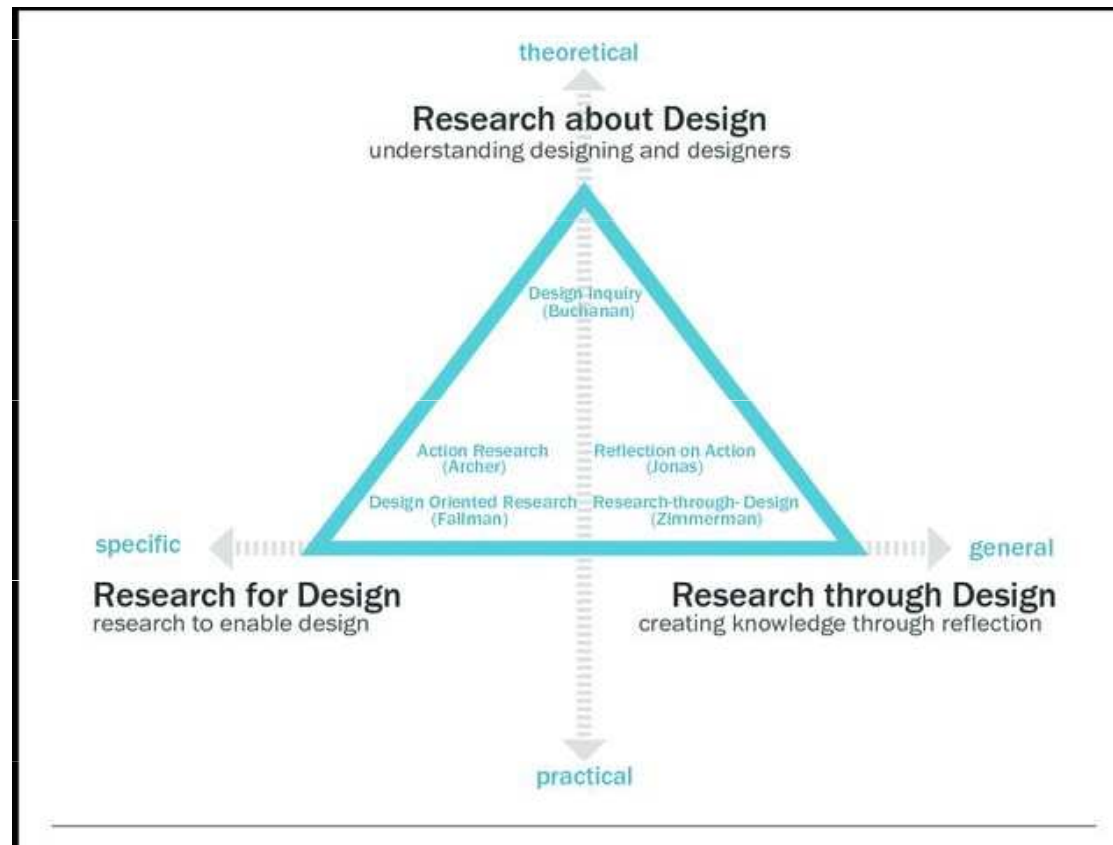 theoretical
Research about Design
understanding designing and designers
Design Inquiry
(Buchanan)
Action Research
(Archer)
Reflection on Action
(Jonas)
Design Oriented Research
(Fallman)
Research-through- Design
(Zimmerman)
specific
general
Research for Design
research to enable design
Research through Design
creating knowledge through reflection
practical